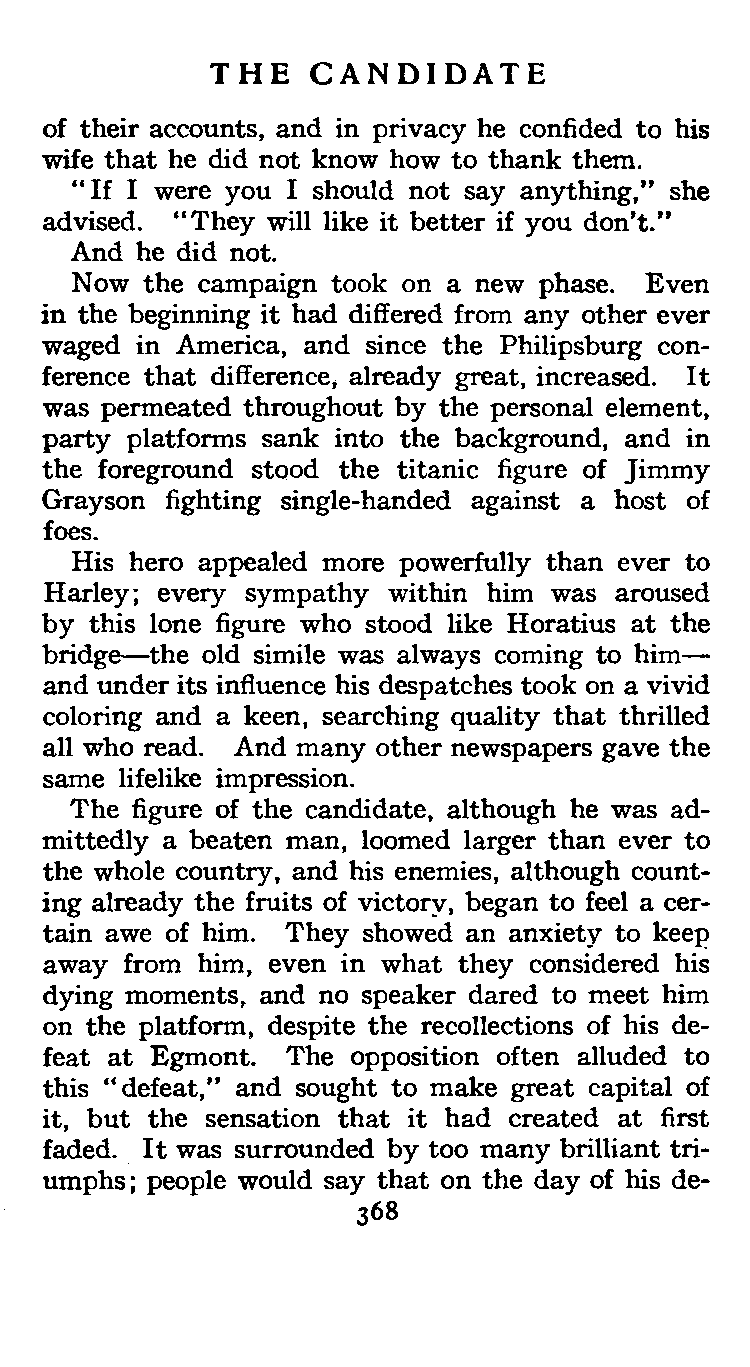 THE CANDIDATE
of their accounts, and in privacy he confided to his
wife that he did not know how to thank them.
"If I were you I should not say anything," she
advised. "They will like it better if you don't."
And he did not.
Now the campaign took on a new phase. Even
in the beginning it had differed from any other ever
waged in America, and since the Philipsburg con-
ference that difference, already great, increased. It
was permeated throughout by the personal element,
party platforms sank into the background, and in
the foreground stood the titanic figure of Jimmy
Grayson fighting single-handed against a host of
foes.
His hero appealed more powerfully than ever to
Harley; every sympathy within him was aroused
by this lone figure who stood like Horatius at the
bridge—the old simile was always coming to him—
and under its influence his despatches took on a vivid
coloring and a keen, searching quality that thrilled
all who read. And many other newspapers gave the
same lifelike impression.
The figure of the candidate, although he was ad-
mittedly a beaten man, loomed larger than ever to
the whole country, and his enemies, although count-
ing already the fruits of victory, began to feel a cer-
tain awe of him. They showed an anxiety to keep
away from him, even in what they considered his
dying moments, and no speaker dared to meet him
on the platform, despite the recollections of his de-
feat at Egmont. The opposition often alluded to
this "defeat," and sought to make great capital of
it, but the sensation that it had created at first
faded. It was surrounded by too many brilliant tri-
umphs; people would say that on the day of his de-
368